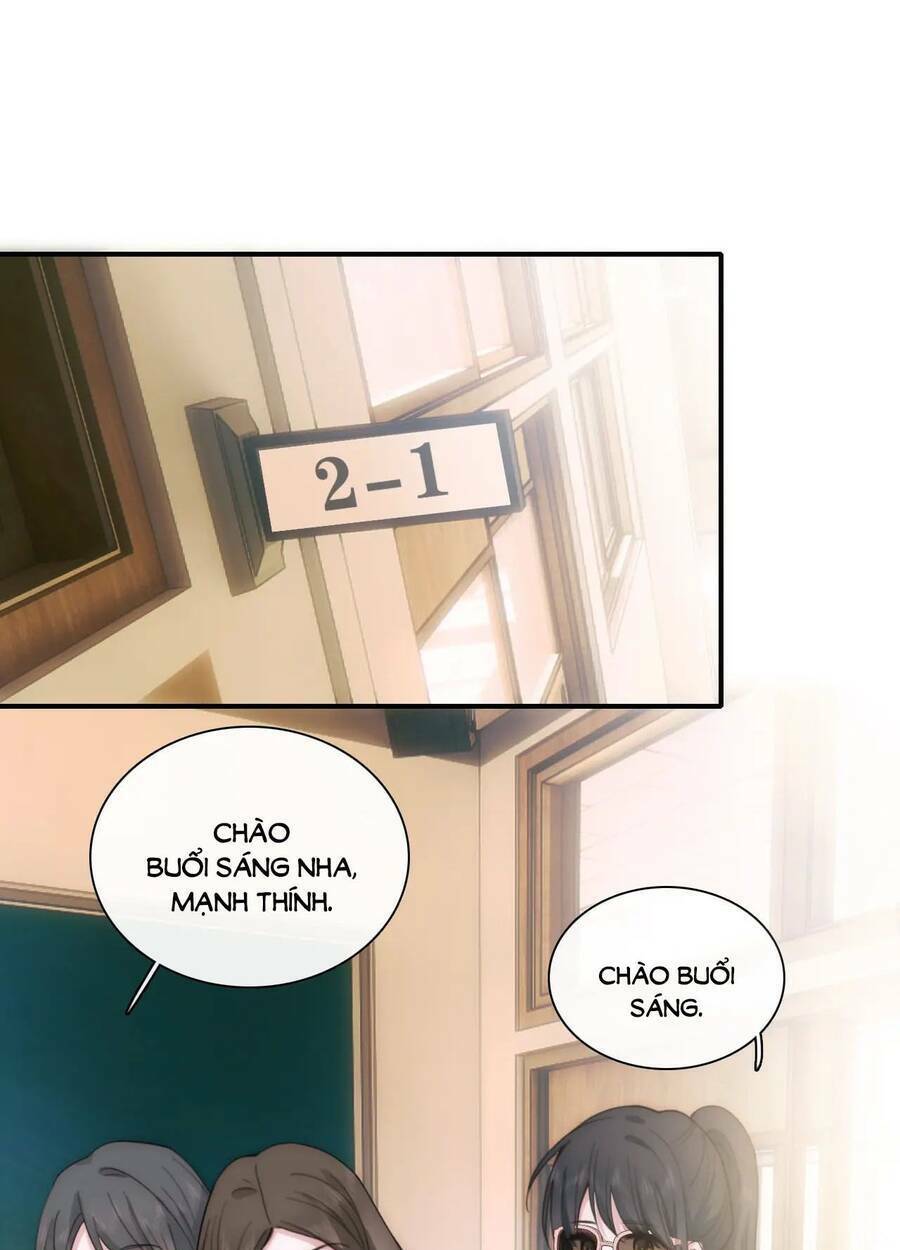 2-1
CHÀO
BUỔI SÁNG NHA,
MẠNH THÍNH.
CHÀO BUỔI
SÁNG.